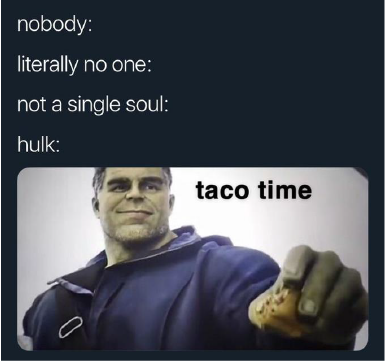 nobody:
literally no one:
not a single soul:
hulk:
taco time